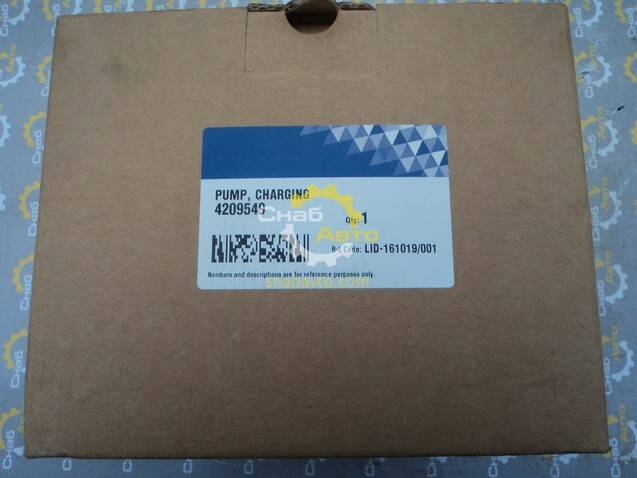 PUMP, CHARGING
4209549
Qty: 1
B-L Code: LID-161019/001
Numbers and descriptions are for reference purposes only.
Снаб
Авто
snabavto.com